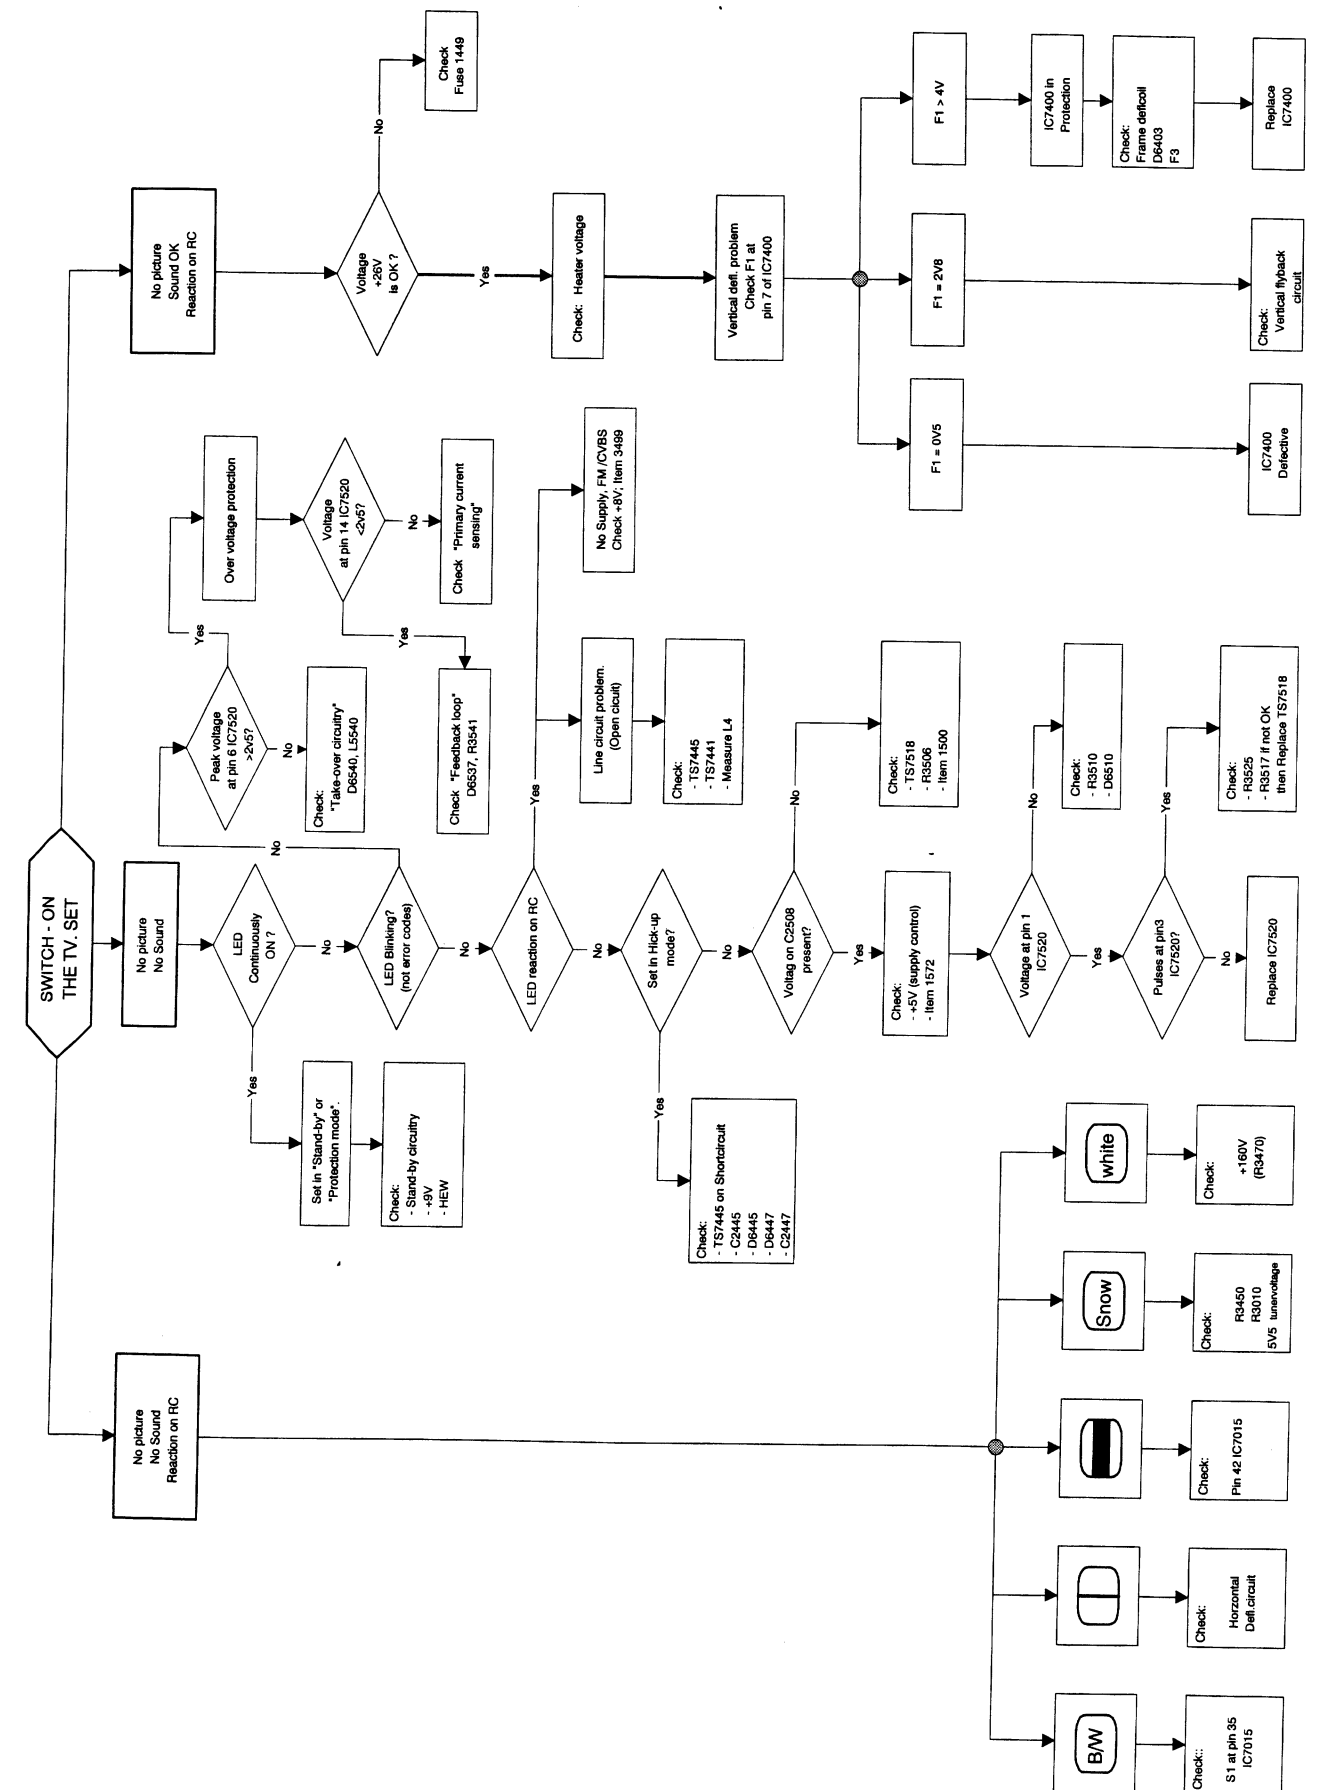 SWITCH - ON
THE TV. SET
No picture
No Sound
Reaction on RC
B/W
Check::
S1 at pin 35
IC7015
Check:
Horzontal
Defl.circuit
Check:
Pin 42 IC7015
Snow
Check:
R3450
R3010
5V5 tunervoltage
white
Check:
+160V
(R3470)
No picture
No Sound
LED
Continuously
ON ?
Yes
Set in "Stand-by" or
"Protection mode".
Check:
- Stand-by circuitry
- +9V
- HEW
No
LED Blinking?
(not error codes)
No
Peak voltage
at pin 6 IC7520
>2v5?
No
Check:
"Take-over circuitry"
D6540, L5540
Yes
Over voltage protection
Voltage
at pin 14 IC7520
<2v5?
No
Check "Primary current
sensing"
Yes
Check "Feedback loop"
D6537, R3541
No
LED reaction on RC
Yes
Line circuit problem.
(Open cicuit)
Check:
- TS7445
- TS7441
- Measure L4
No Supply, FM /CVBS
Check +8V; Item 3499
No
Set in Hick-up
mode?
Yes
Check:
- TS7445 on Shortcircuit
- C2445
- D6445
- D6447
- C2447
No
Voltag on C2508
present?
No
Check:
- TS7518
- R3506
- Item 1500
Yes
Check:
- +5V (supply control)
- Item 1572
Voltage at pin 1
IC7520
No
Check:
- R3510
- D6510
Yes
Pulses at pin3
IC7520?
Yes
Check:
- R3525
- R3517 if not OK
then Replace TS7518
No
Replace IC7520
No picture
Sound OK
Reaction on RC
Voltage
+26V
is OK ?
No
Check
Fuse 1449
Yes
Check: Heater voltage
Vertical defl. problem
Check F1 at
pin 7 of IC7400
F1 = 0V5
IC7400
Defective
F1 = 2V8
Check:
Vertical flyback
circuit
F1 > 4V
IC7400 in
Protection
Check:
Frame deflcoil
D6403
F3
Replace
IC7400